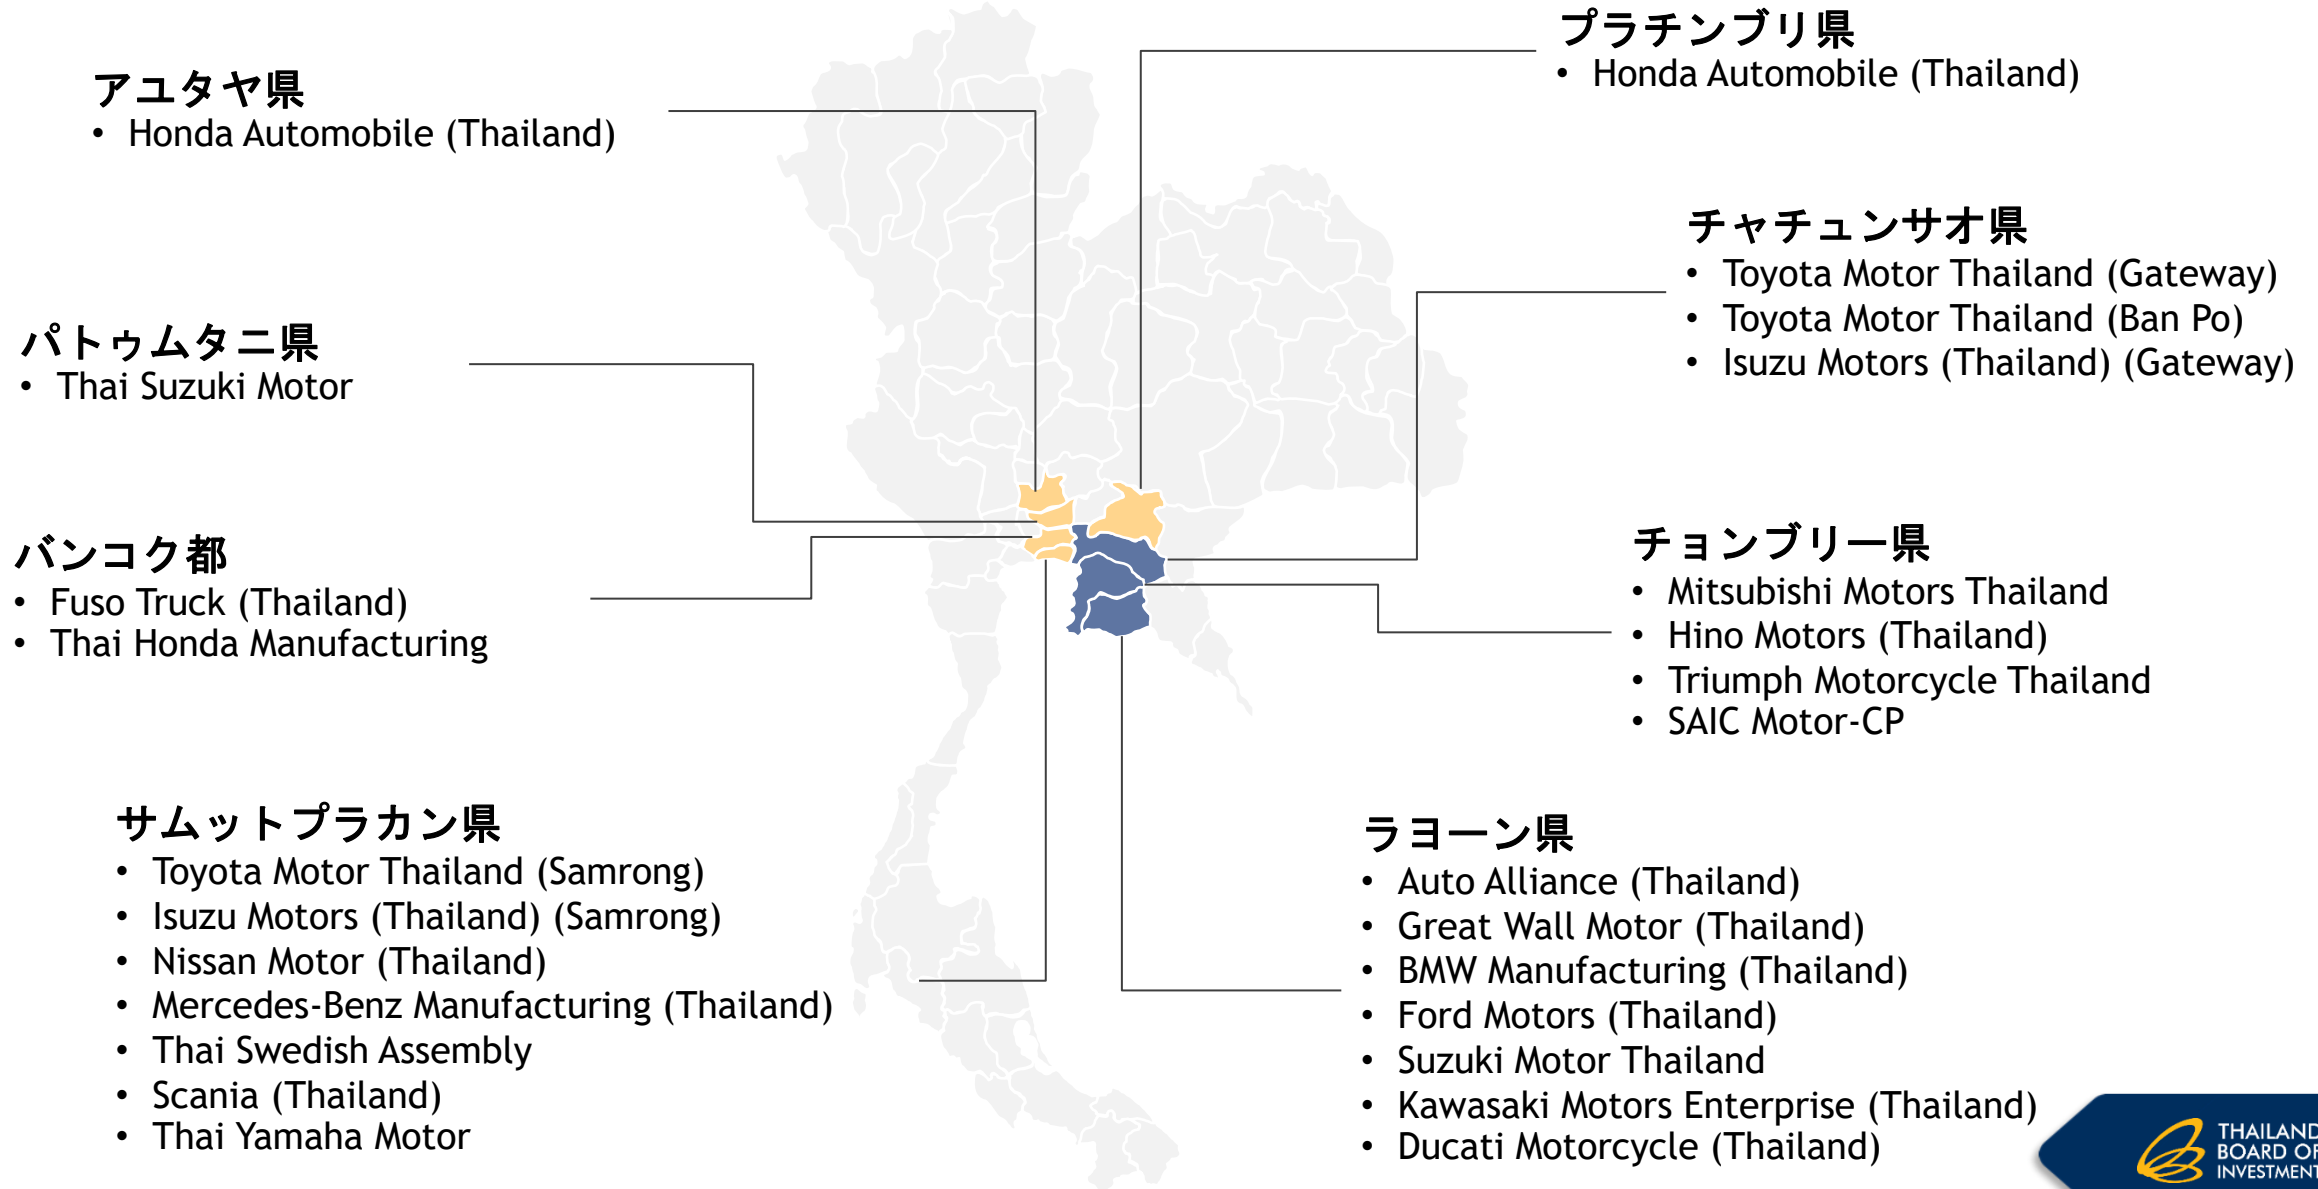 アユタヤ県
• Honda Automobile (Thailand)
パトゥムタニ県
• Thai Suzuki Motor
バンコク都
• Fuso Truck (Thailand)
• Thai Honda Manufacturing
サムットプラカン県
• Toyota Motor Thailand (Samrong)
• Isuzu Motors (Thailand) (Samrong)
• Nissan Motor (Thailand)
• Mercedes-Benz Manufacturing (Thailand)
• Thai Swedish Assembly
• Scania (Thailand)
• Thai Yamaha Motor
プラチンブリ県
• Honda Automobile (Thailand)
チャチュンサオ県
• Toyota Motor Thailand (Gateway)
• Toyota Motor Thailand (Ban Po)
• Isuzu Motors (Thailand) (Gateway)
チョンブリー県
• Mitsubishi Motors Thailand
• Hino Motors (Thailand)
• Triumph Motorcycle Thailand
• SAIC Motor-CP
ラヨーン県
• Auto Alliance (Thailand)
• Great Wall Motor (Thailand)
• BMW Manufacturing (Thailand)
• Ford Motors (Thailand)
• Suzuki Motor Thailand
• Kawasaki Motors Enterprise (Thailand)
• Ducati Motorcycle (Thailand)
THAILAND
BOARD OF
INVESTMENT